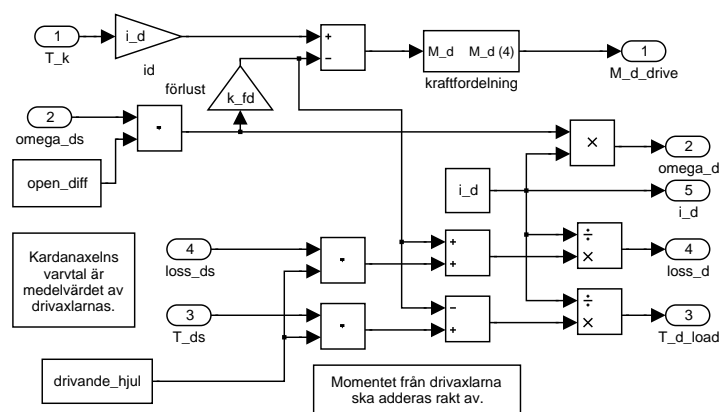 1
T_k
i_d
id
+
−
M_d M_d (4)
kraftfordelning
1
M_d_drive
förlust
k_fd
2
omega_ds
open_diff
×
2
omega_d
i_d
5
i_d
Kardanaxelns
varvtal är
medelvärdet av
drivaxlarnas.
4
loss_ds
+
+
÷
×
4
loss_d
3
T_ds
−
+
÷
×
3
T_d_load
drivande_hjul
Momentet från drivaxlarna
ska adderas rakt av.